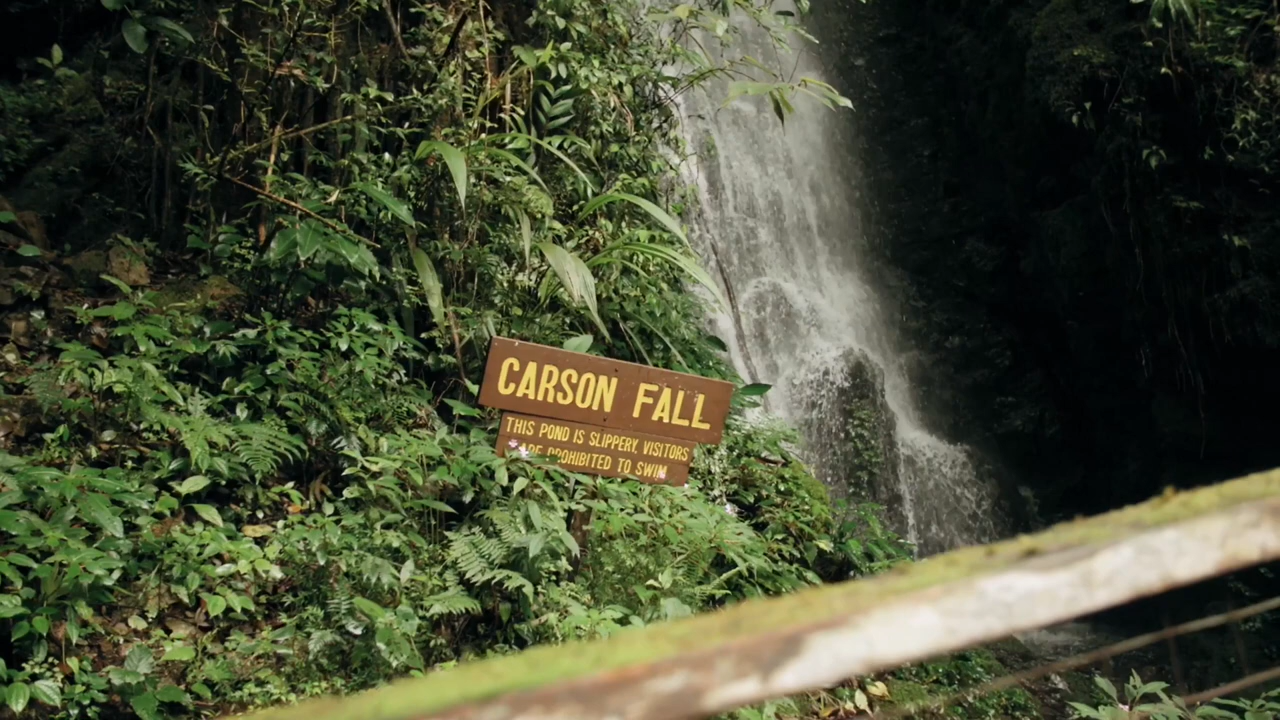 CARSON FALL
THIS POND IS SLIPPERY, VISITORS
ARE PROHIBITED TO SWIM